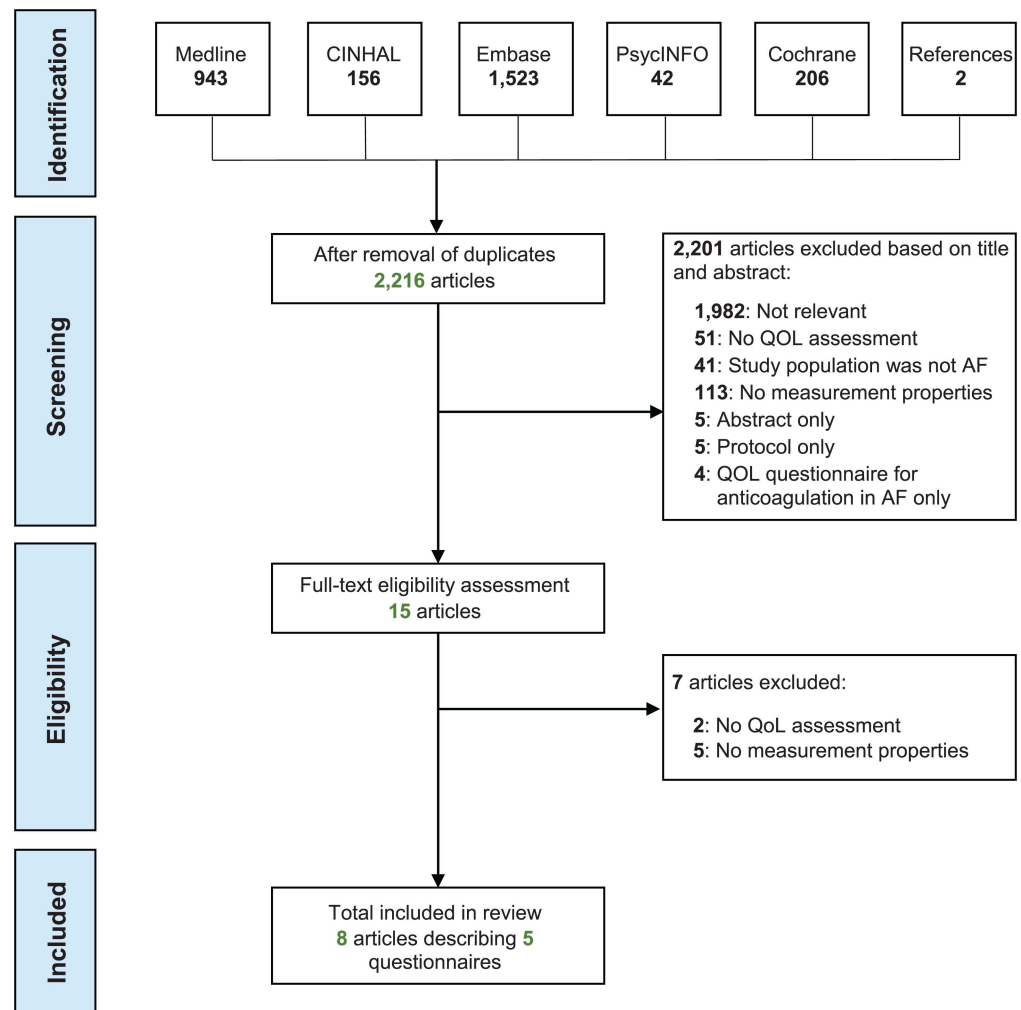 Identification
Medline
943
CINHAL
156
Embase
1,523
PsycINFO
42
Cochrane
206
References
2
Screening
After removal of duplicates
2,216 articles
2,201 articles excluded based on title
and abstract:
1,982: Not relevant
51: No QOL assessment
41: Study population was not AF
113: No measurement properties
5: Abstract only
5: Protocol only
4: QOL questionnaire for
anticoagulation in AF only
Eligibility
Full-text eligibility assessment
15 articles
7 articles excluded:
2: No QoL assessment
5: No measurement properties
Included
Total included in review
8 articles describing 5
questionnaires